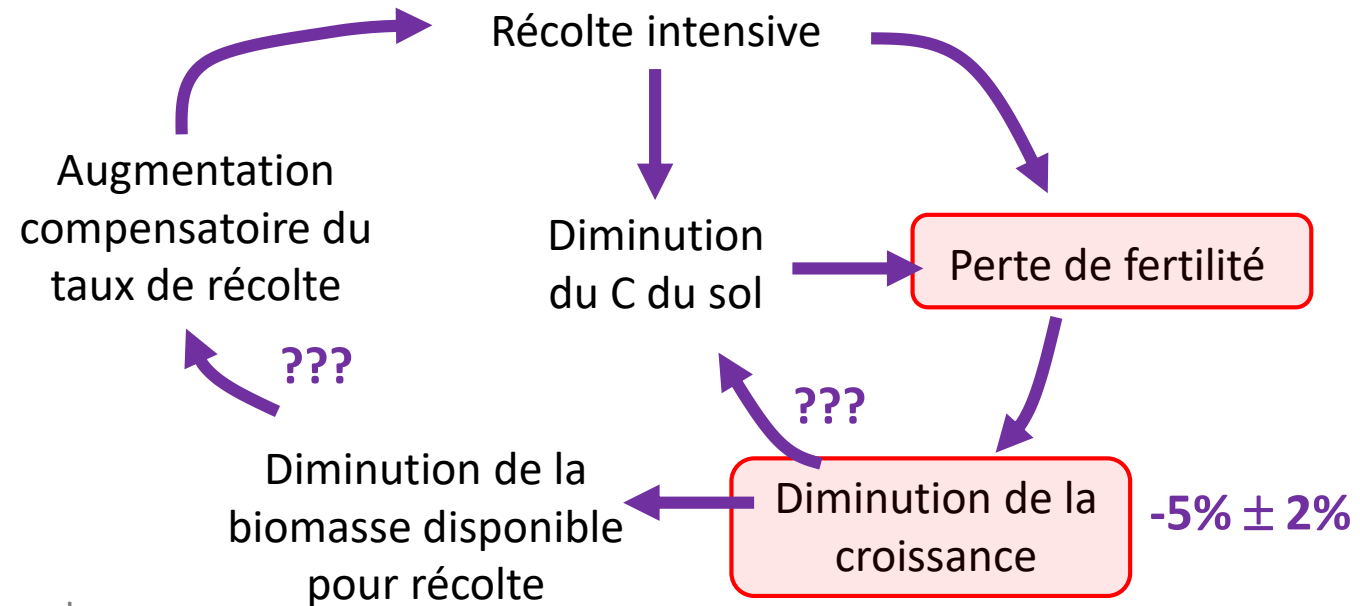 Récolte intensive
Augmentation
compensatoire du
taux de récolte
Diminution
du C du sol
Perte de fertilité
???
???
Diminution de la
biomasse disponible
pour récolte
Diminution de la
croissance
-5% ± 2%